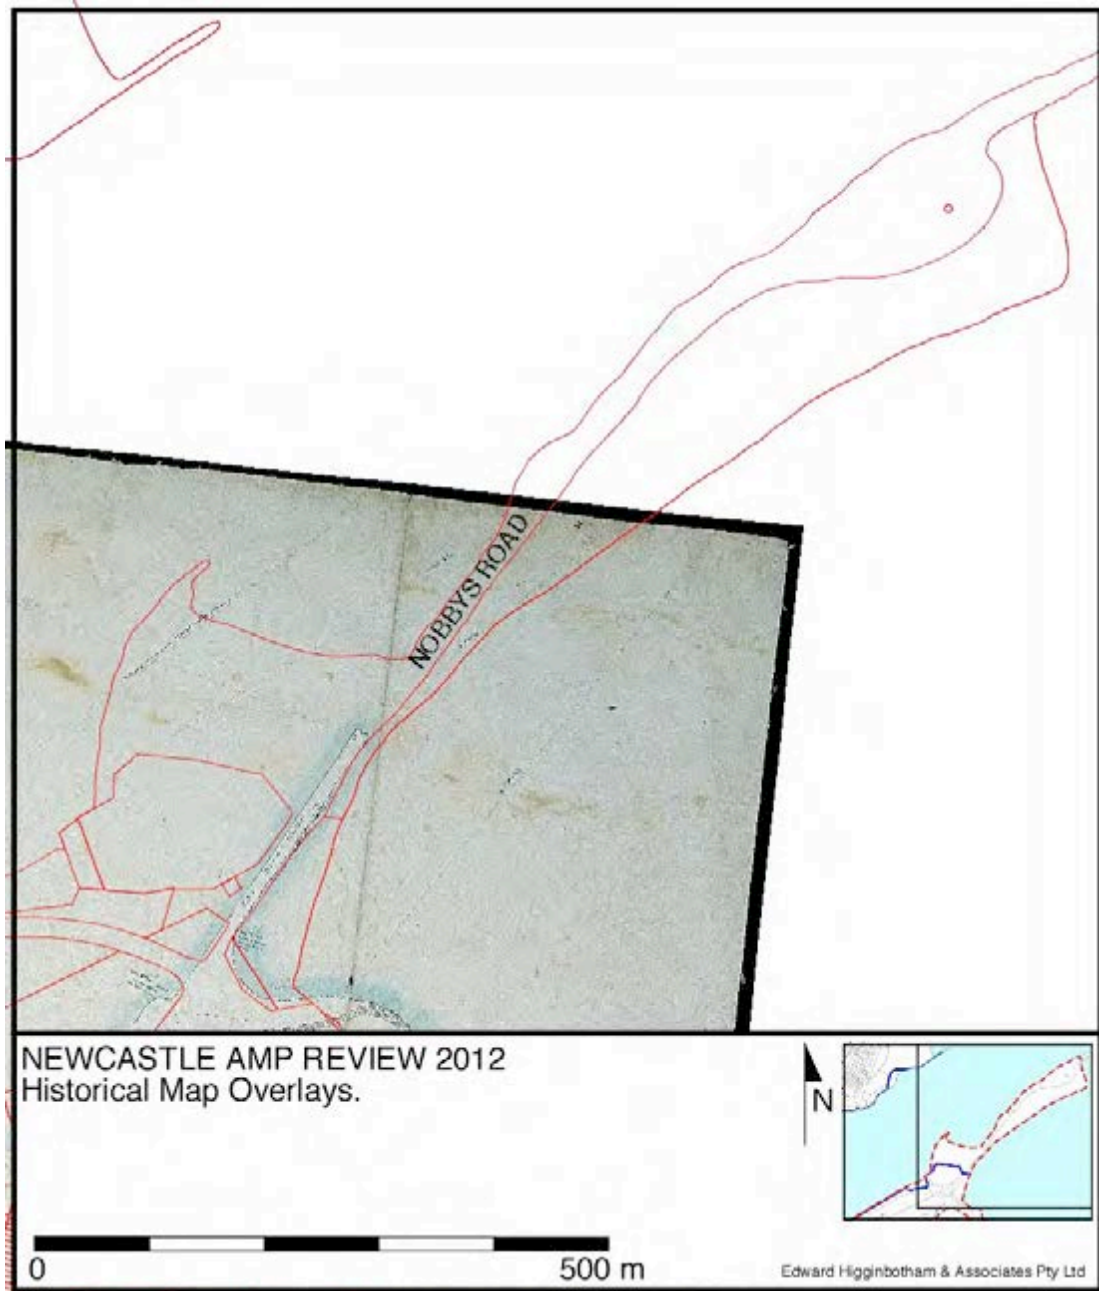 NOBBYS ROAD
NEWCASTLE AMP REVIEW 2012
Historical Map Overlays.
N
0 500 m
Edward Higginbotham & Associates Pty Ltd